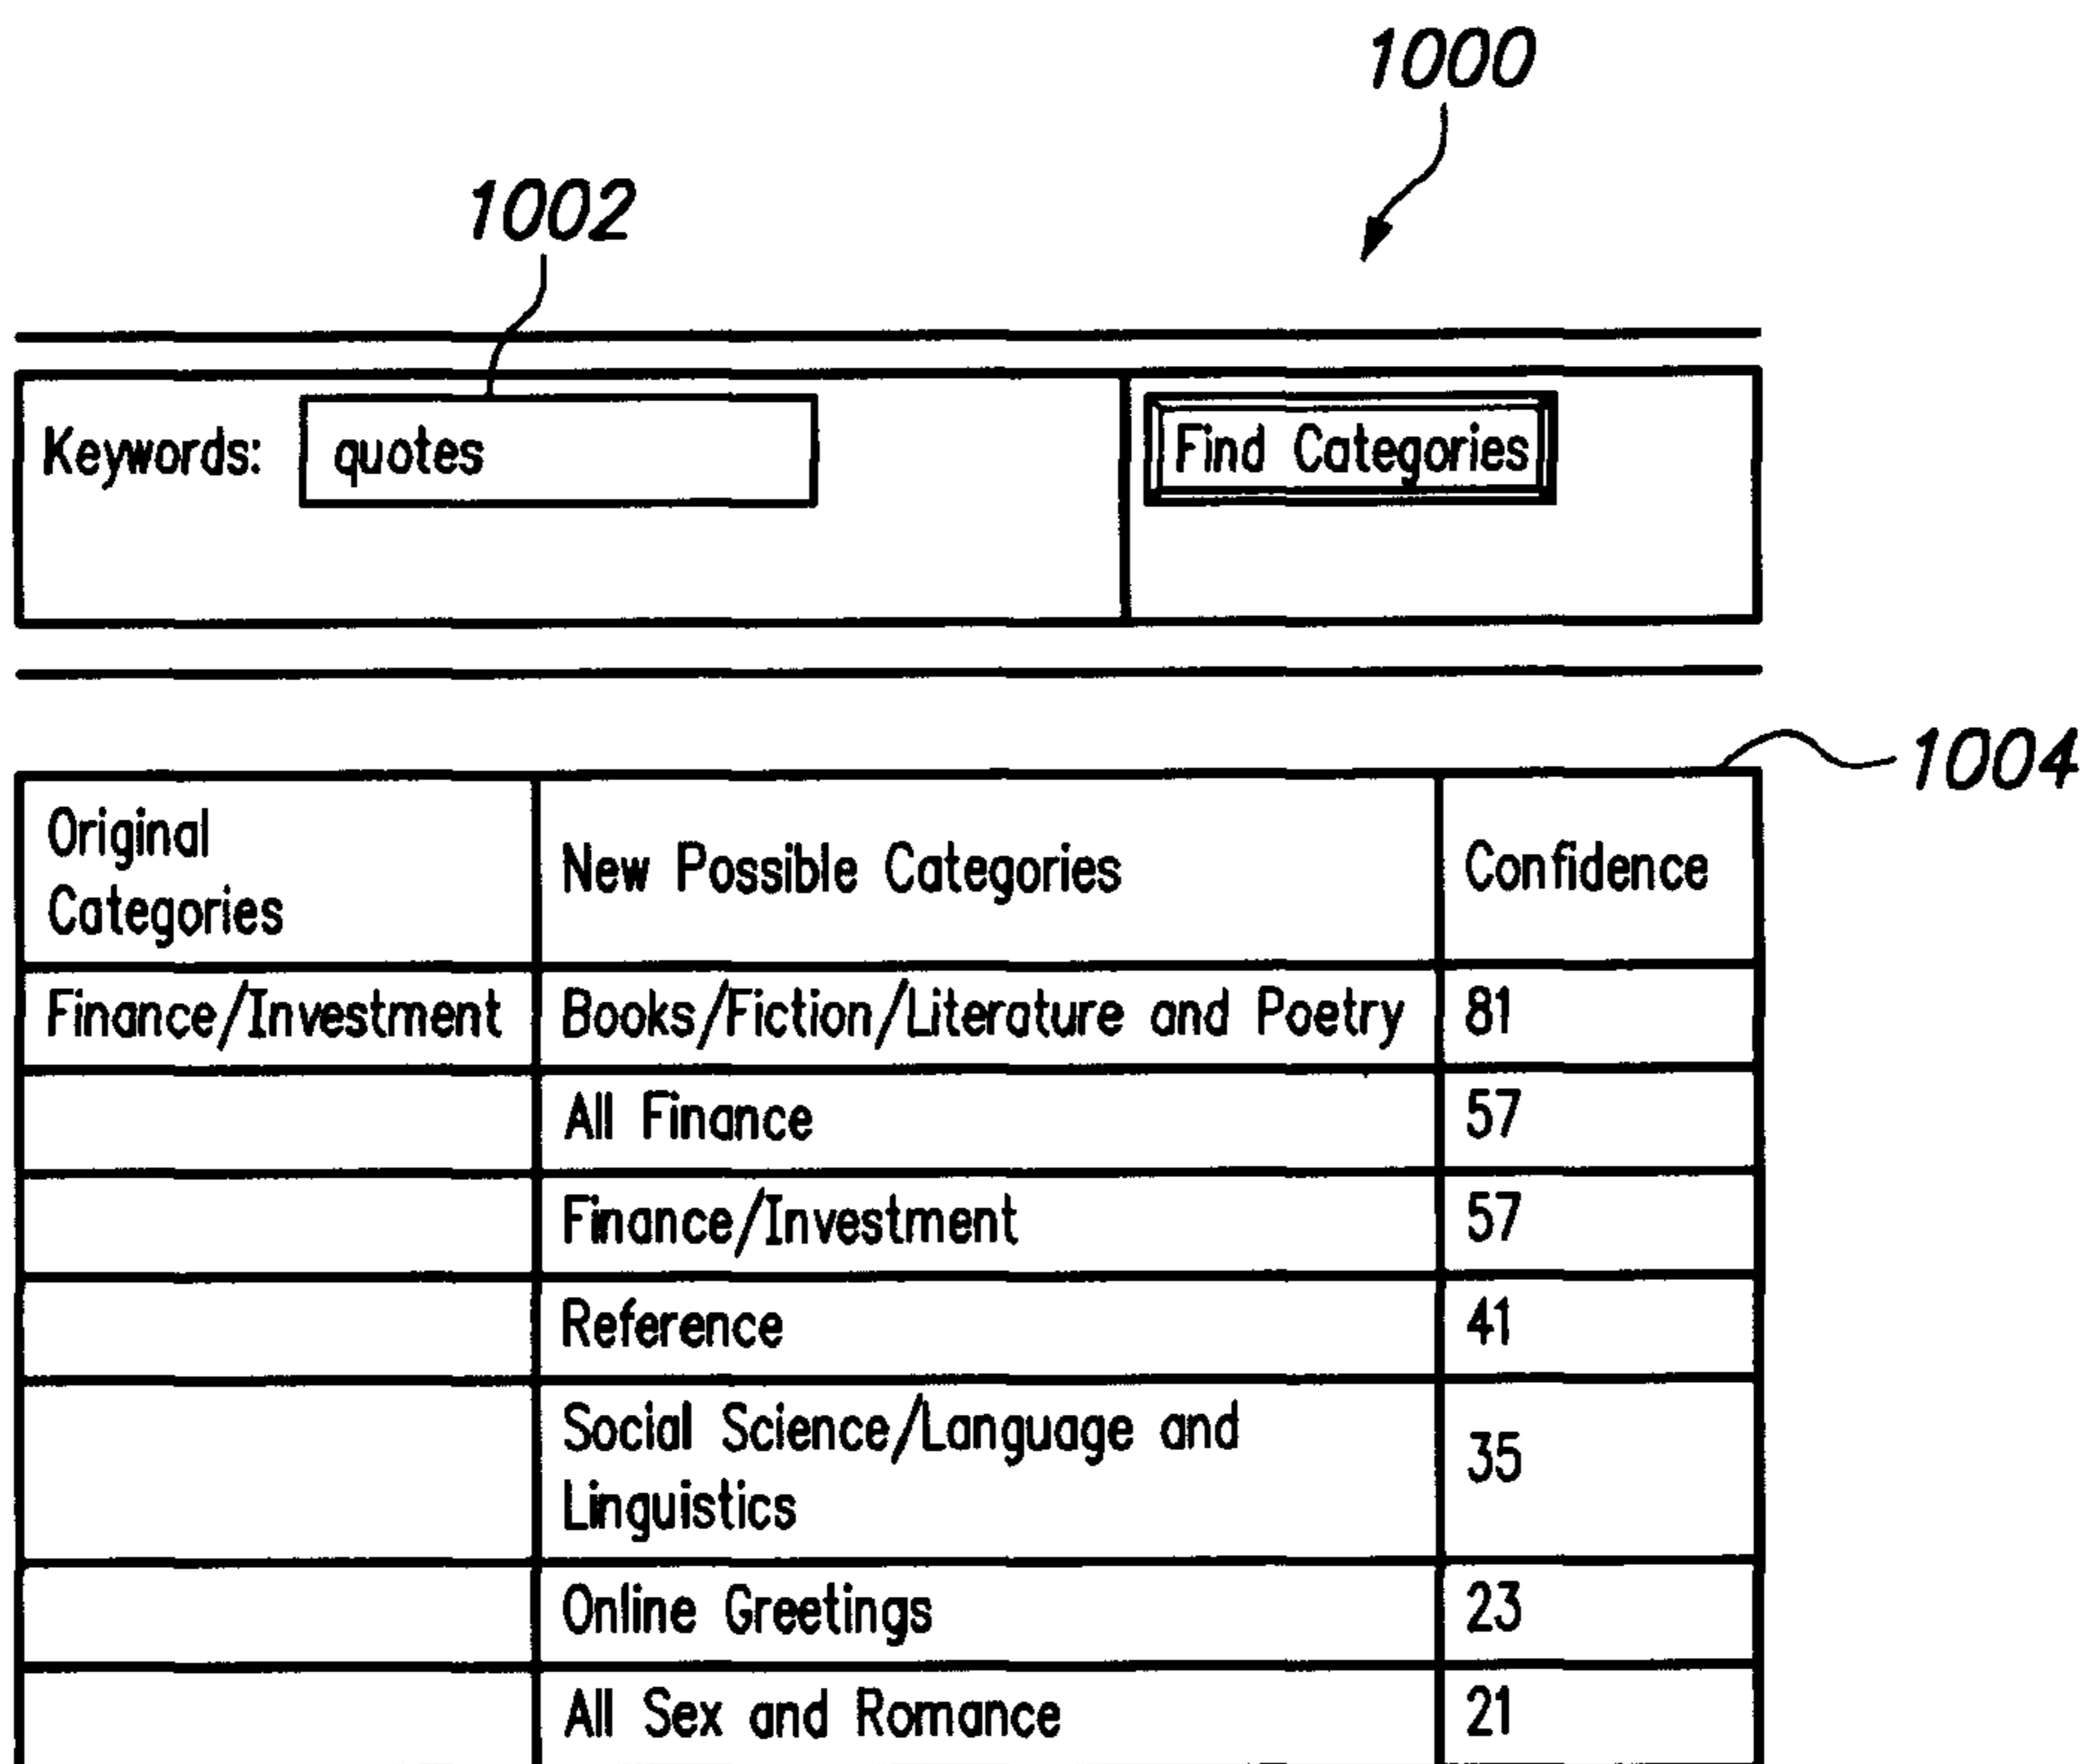 1000
1002
Keywords: quotes Find Categories
1004
Original
Categories
New Possible Categories
Confidence
Finance/Investment Books/Fiction/Literature and Poetry 81
All Finance 57
Finance/Investment 57
Reference 41
Social Science/Language and
Linguistics
35
Online Greetings 23
All Sex and Romance 21